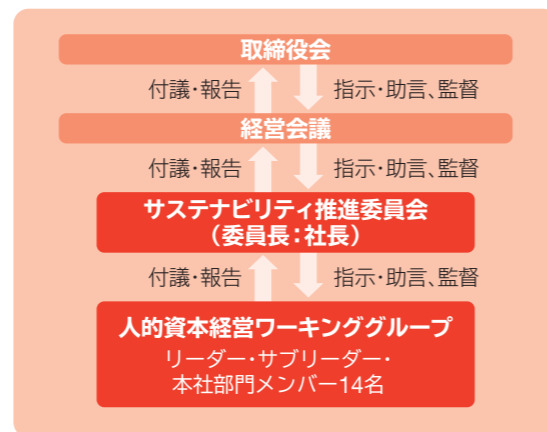 取締役会
付議・報告 指示・助言、監督
経営会議
付議・報告 指示・助言、監督
サステナビリティ推進委員会
（委員長：社長）
付議・報告 指示・助言、監督
人的資本経営ワーキンググループ
リーダー・サブリーダー・
本社部門メンバー14名